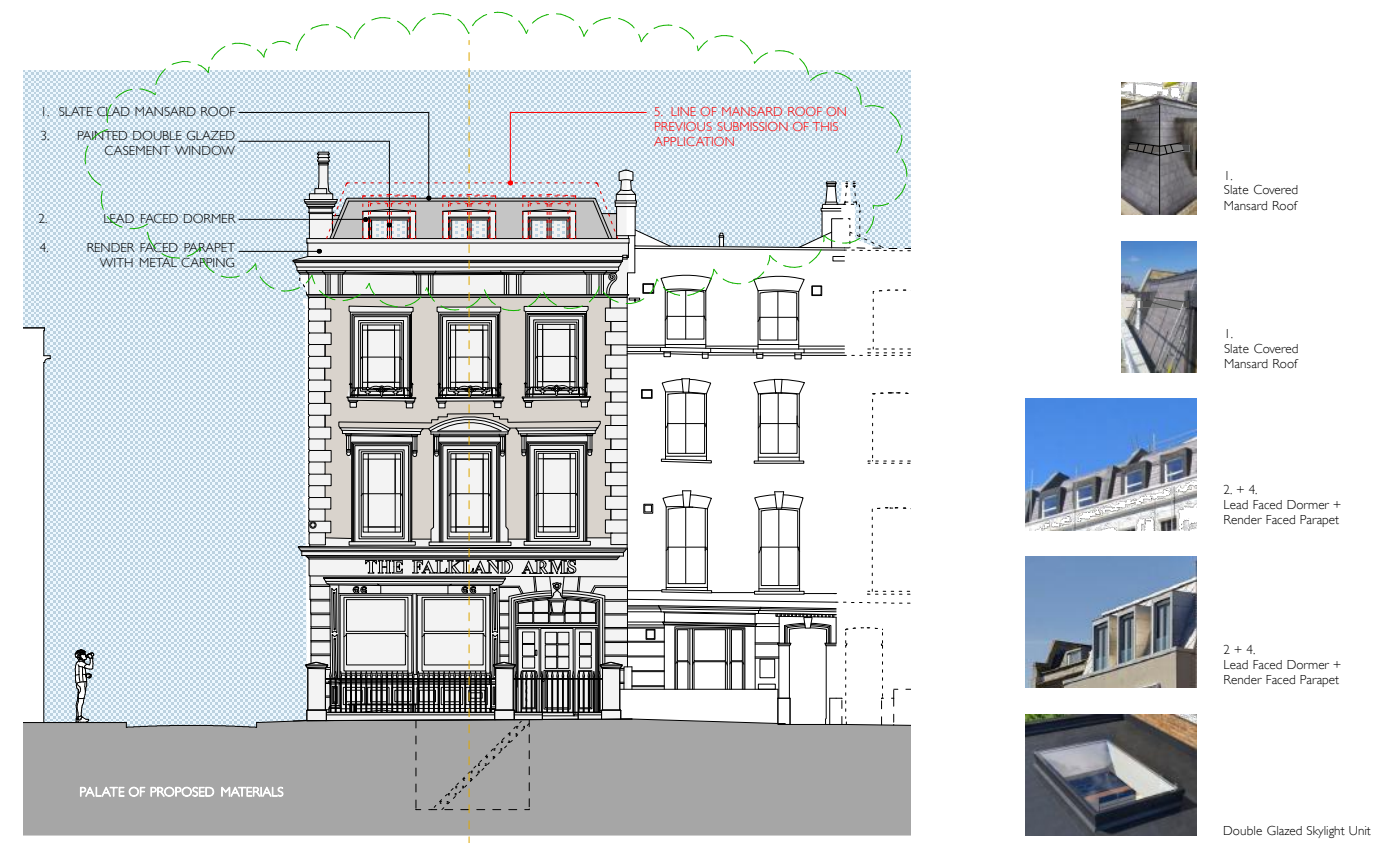 1. SLATE CLAD MANSARD ROOF
3. PAINTED DOUBLE GLAZED
CASEMENT WINDOW
2. LEAD FACED DORMER
4. RENDER FACED PARAPET
WITH METAL CAPPING
5. LINE OF MANSARD ROOF ON
PREVIOUS SUBMISSION OF THIS
APPLICATION
THE FALKLAND ARMS
PALATE OF PROPOSED MATERIALS
1.
Slate Covered
Mansard Roof
1.
Slate Covered
Mansard Roof
2. + 4.
Lead Faced Dormer +
Render Faced Parapet
2 + 4.
Lead Faced Dormer +
Render Faced Parapet
Double Glazed Skylight Unit